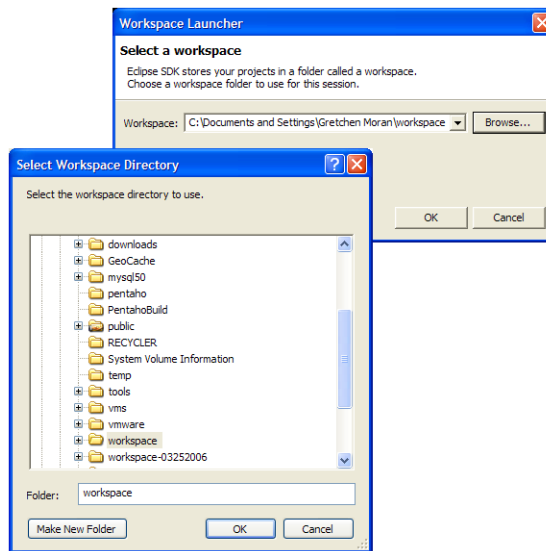 Workspace Launcher
Select a workspace
Eclipse SDK stores your projects in a folder called a workspace.
Choose a workspace folder to use for this session.
Workspace: C:\Documents and Settings\Gretchen Moran\workspace Browse...
OK Cancel
Select Workspace Directory
Select the workspace directory to use.
downloads
GeoCache
mysql50
pentaho
PentahoBuild
public
RECYCLER
System Volume Information
temp
tools
vms
vmware
workspace
workspace-03252006
Folder: workspace
Make New Folder OK Cancel